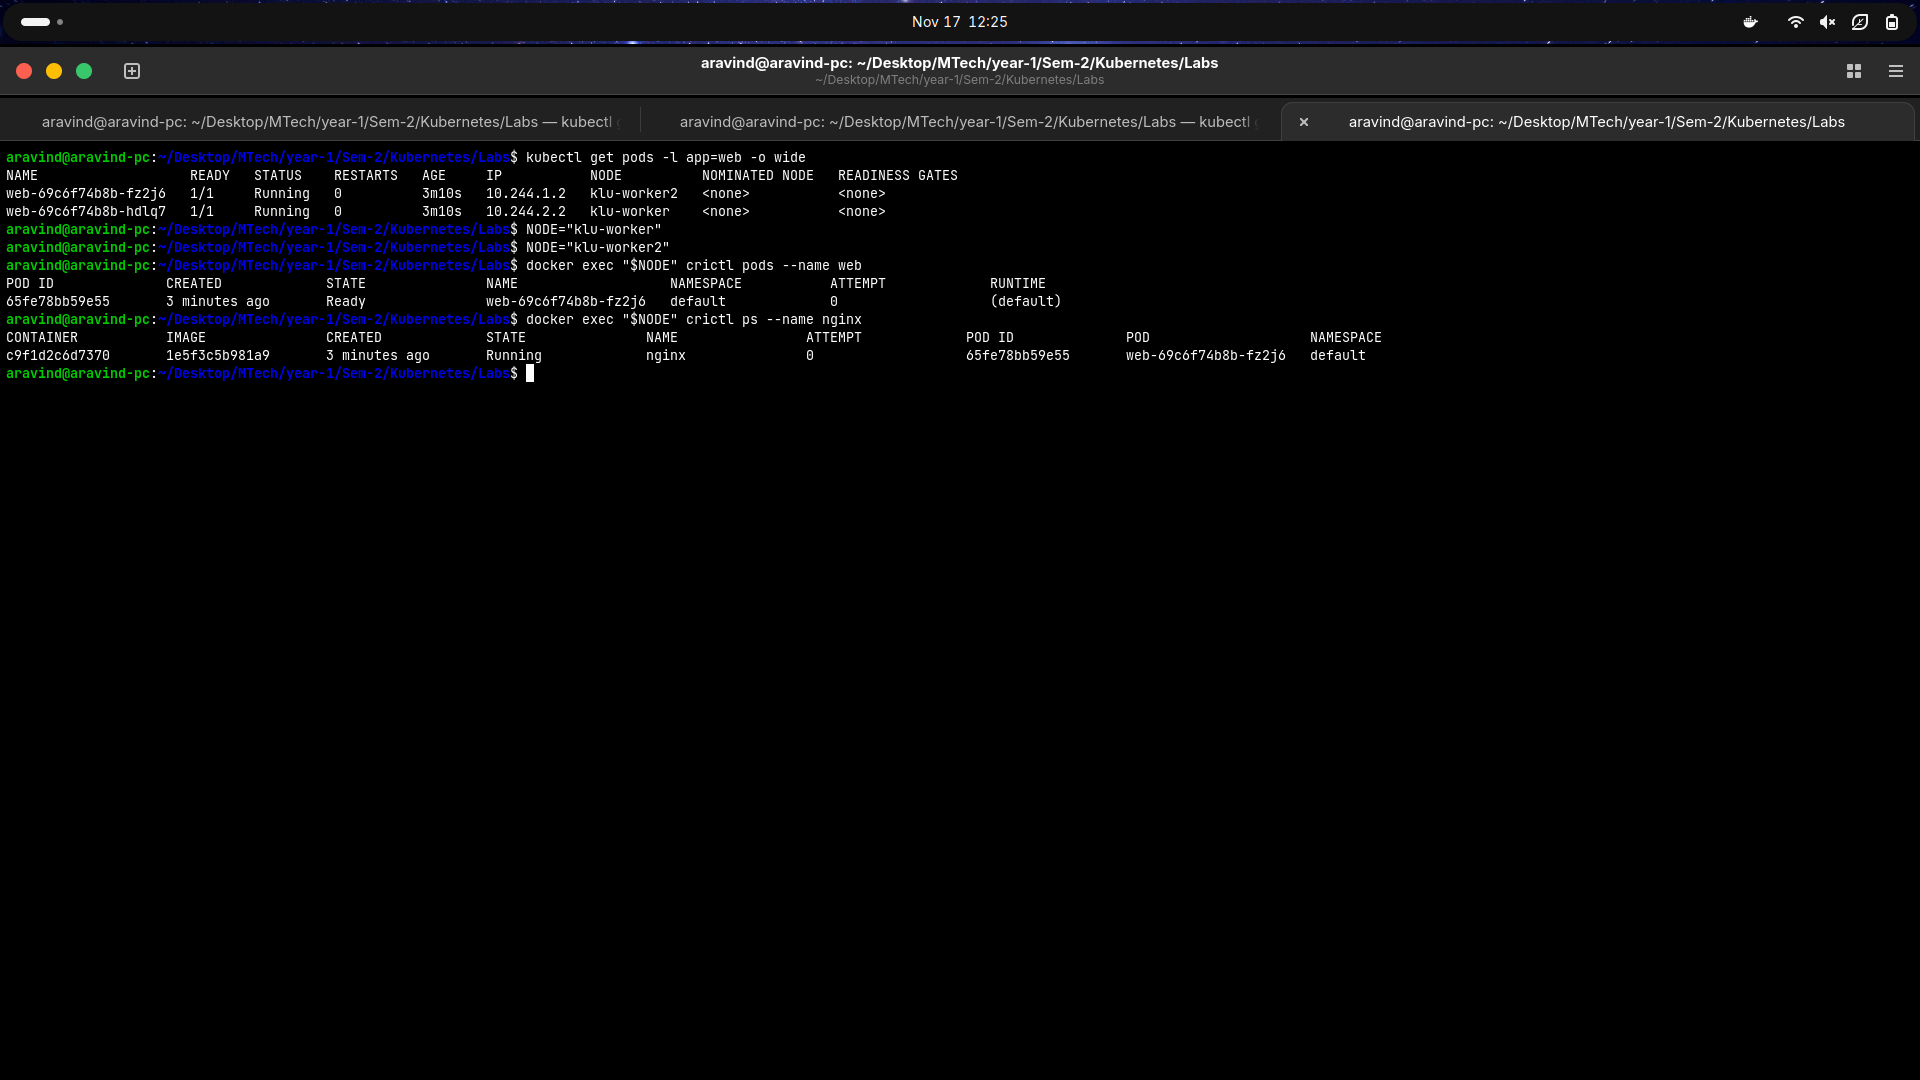 Nov 17 12:25
aravind@aravind-pc: ~/Desktop/MTech/year-1/Sem-2/Kubernetes/Labs
~/Desktop/MTech/year-1/Sem-2/Kubernetes/Labs
aravind@aravind-pc: ~/Desktop/MTech/year-1/Sem-2/Kubernetes/Labs — kubectl
aravind@aravind-pc: ~/Desktop/MTech/year-1/Sem-2/Kubernetes/Labs — kubectl
aravind@aravind-pc: ~/Desktop/MTech/year-1/Sem-2/Kubernetes/Labs
aravind@aravind-pc:~/Desktop/MTech/year-1/Sem-2/Kubernetes/Labs$ kubectl get pods -l app=web -o wide
NAME READY STATUS RESTARTS AGE IP NODE NOMINATED NODE READINESS GATES
web-69c6f74b8b-fz2j6 1/1 Running 0 3m10s 10.244.1.2 klu-worker2 <none> <none>
web-69c6f74b8b-hdlq7 1/1 Running 0 3m10s 10.244.2.2 klu-worker <none> <none>
aravind@aravind-pc:~/Desktop/MTech/year-1/Sem-2/Kubernetes/Labs$ NODE="klu-worker"
aravind@aravind-pc:~/Desktop/MTech/year-1/Sem-2/Kubernetes/Labs$ NODE="klu-worker2"
aravind@aravind-pc:~/Desktop/MTech/year-1/Sem-2/Kubernetes/Labs$ docker exec "$NODE" crictl pods --name web
POD ID CREATED STATE NAME NAMESPACE ATTEMPT RUNTIME
65fe78bb59e55 3 minutes ago Ready web-69c6f74b8b-fz2j6 default 0 (default)
aravind@aravind-pc:~/Desktop/MTech/year-1/Sem-2/Kubernetes/Labs$ docker exec "$NODE" crictl ps --name nginx
CONTAINER IMAGE CREATED STATE NAME ATTEMPT POD ID POD NAMESPACE
c9f1d2c6d7370 1e5f3c5b981a9 3 minutes ago Running nginx 0 65fe78bb59e55 web-69c6f74b8b-fz2j6 default
aravind@aravind-pc:~/Desktop/MTech/year-1/Sem-2/Kubernetes/Labs$